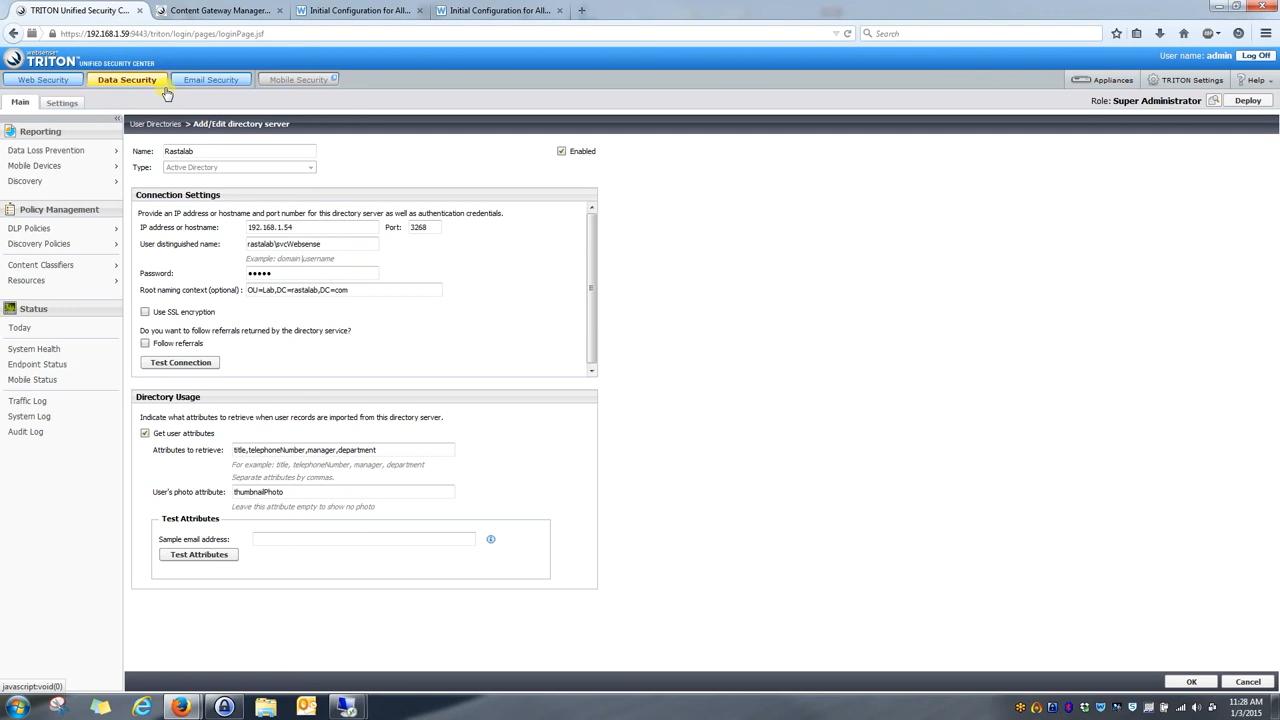 TRITON Unified Security C... ×
Content Gateway Manager... ×
Initial Configuration for All... ×
Initial Configuration for All... ×
+
https://192.168.1.59:9443/triton/login/pages/loginPage.jsf
Search
websense
TRITON UNIFIED SECURITY CENTER
User name: admin
Log Off
Web Security
Data Security
Email Security
Mobile Security
Appliances
TRITON Settings
Help
Main
Settings
Role: Super Administrator
Deploy
Reporting
Data Loss Prevention
Mobile Devices
Discovery
Policy Management
DLP Policies
Discovery Policies
Content Classifiers
Resources
Status
Today
System Health
Endpoint Status
Mobile Status
Traffic Log
System Log
Audit Log
User Directories > Add/Edit directory server
Name: Rastalab
Enabled
Type: Active Directory
Connection Settings
Provide an IP address or hostname and port number for this directory server as well as authentication credentials.
IP address or hostname: 192.168.1.54 Port: 3268
User distinguished name: rastalab\svcWebsense
Example: domain\username
Password: •••••
Root naming context (optional) : OU=Lab,DC=rastalab,DC=com
Use SSL encryption
Do you want to follow referrals returned by the directory service?
Follow referrals
Test Connection
Directory Usage
Indicate what attributes to retrieve when user records are imported from this directory server.
Get user attributes
Attributes to retrieve: title,telephoneNumber,manager,department
For example: title, telephoneNumber, manager, department
Separate attributes by commas.
User's photo attribute: thumbnailPhoto
Leave this attribute empty to show no photo
Test Attributes
Sample email address:
Test Attributes
OK
Cancel
javascript:void(0)
11:28 AM
1/3/2015